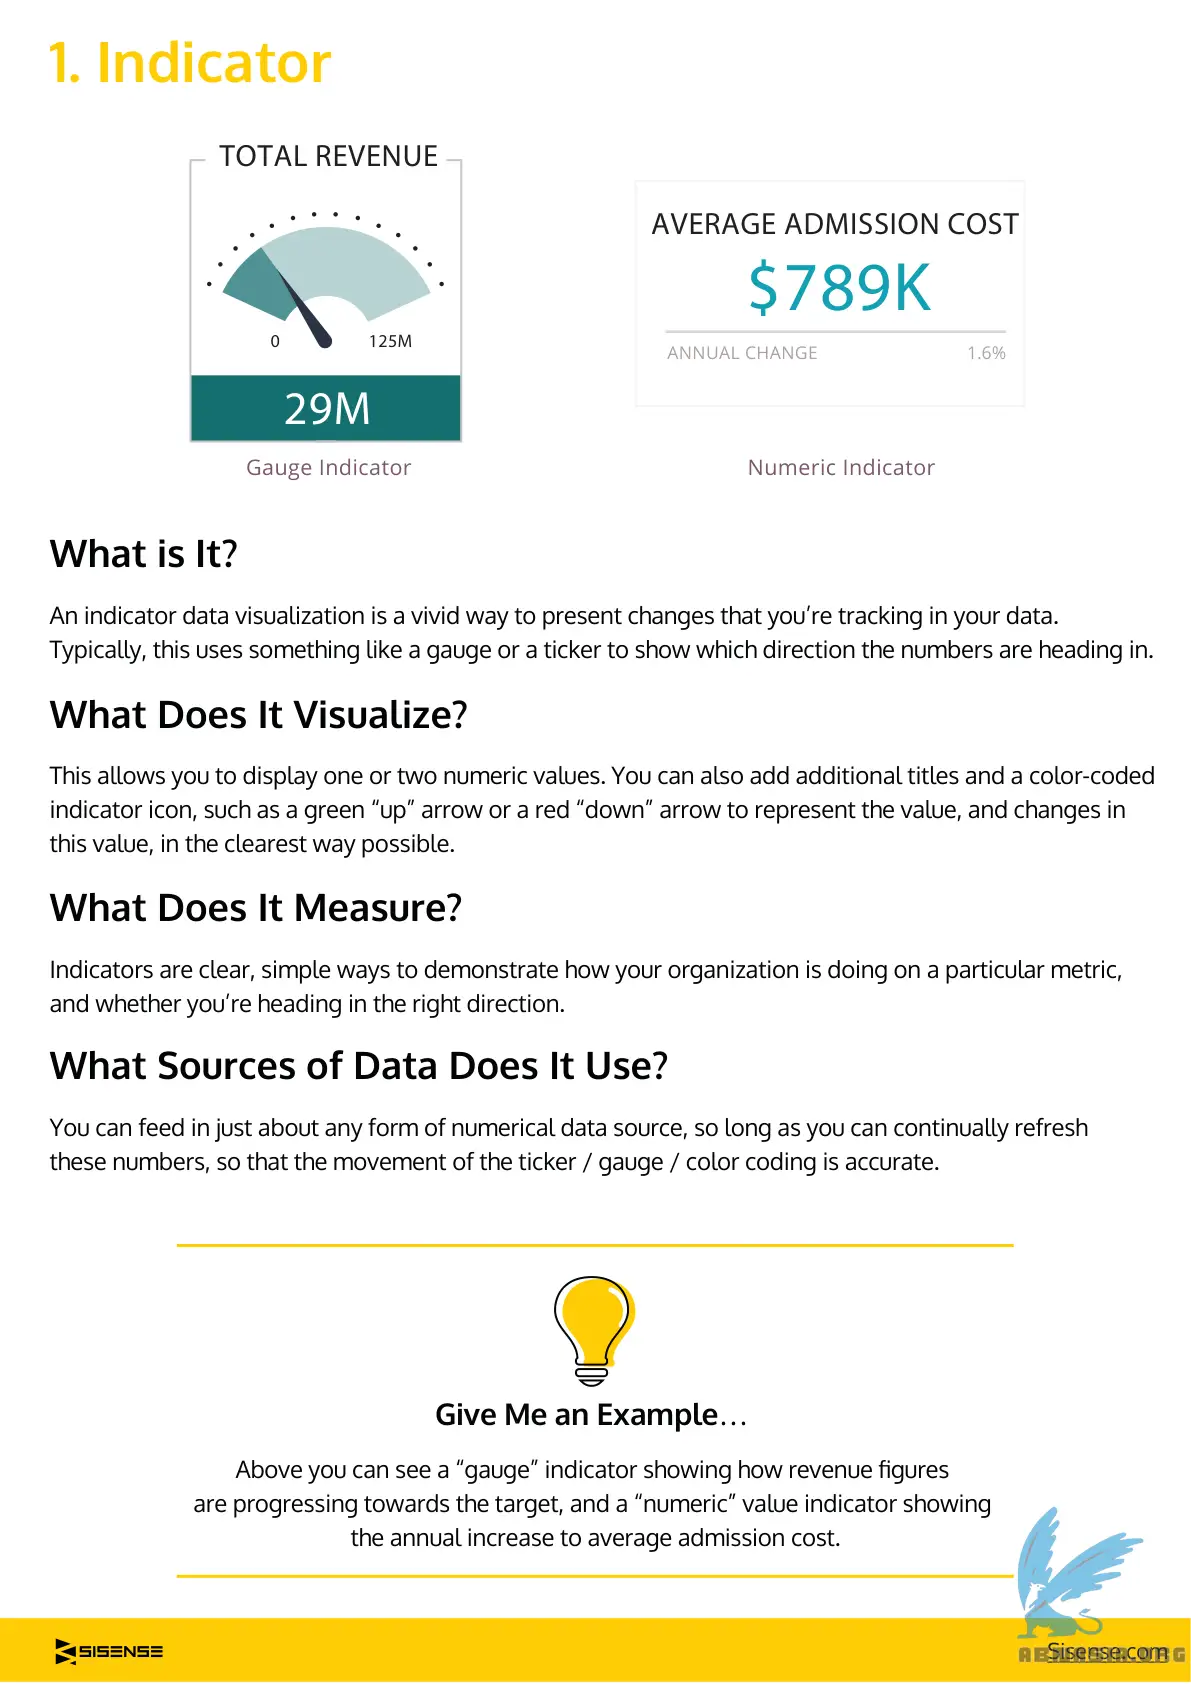 1. Indicator
TOTAL REVENUE
0
125M
29M
Gauge Indicator
AVERAGE ADMISSION COST
$789K
ANNUAL CHANGE
1.6%
Numeric Indicator
What is It?
An indicator data visualization is a vivid way to present changes that you’re tracking in your data.
Typically, this uses something like a gauge or a ticker to show which direction the numbers are heading in.
What Does It Visualize?
This allows you to display one or two numeric values. You can also add additional titles and a color-coded
indicator icon, such as a green “up” arrow or a red “down” arrow to represent the value, and changes in
this value, in the clearest way possible.
What Does It Measure?
Indicators are clear, simple ways to demonstrate how your organization is doing on a particular metric,
and whether you’re heading in the right direction.
What Sources of Data Does It Use?
You can feed in just about any form of numerical data source, so long as you can continually refresh
these numbers, so that the movement of the ticker / gauge / color coding is accurate.
Give Me an Example...
Above you can see a “gauge” indicator showing how revenue figures
are progressing towards the target, and a “numeric” value indicator showing
the annual increase to average admission cost.
SISENSE
Sisense.com